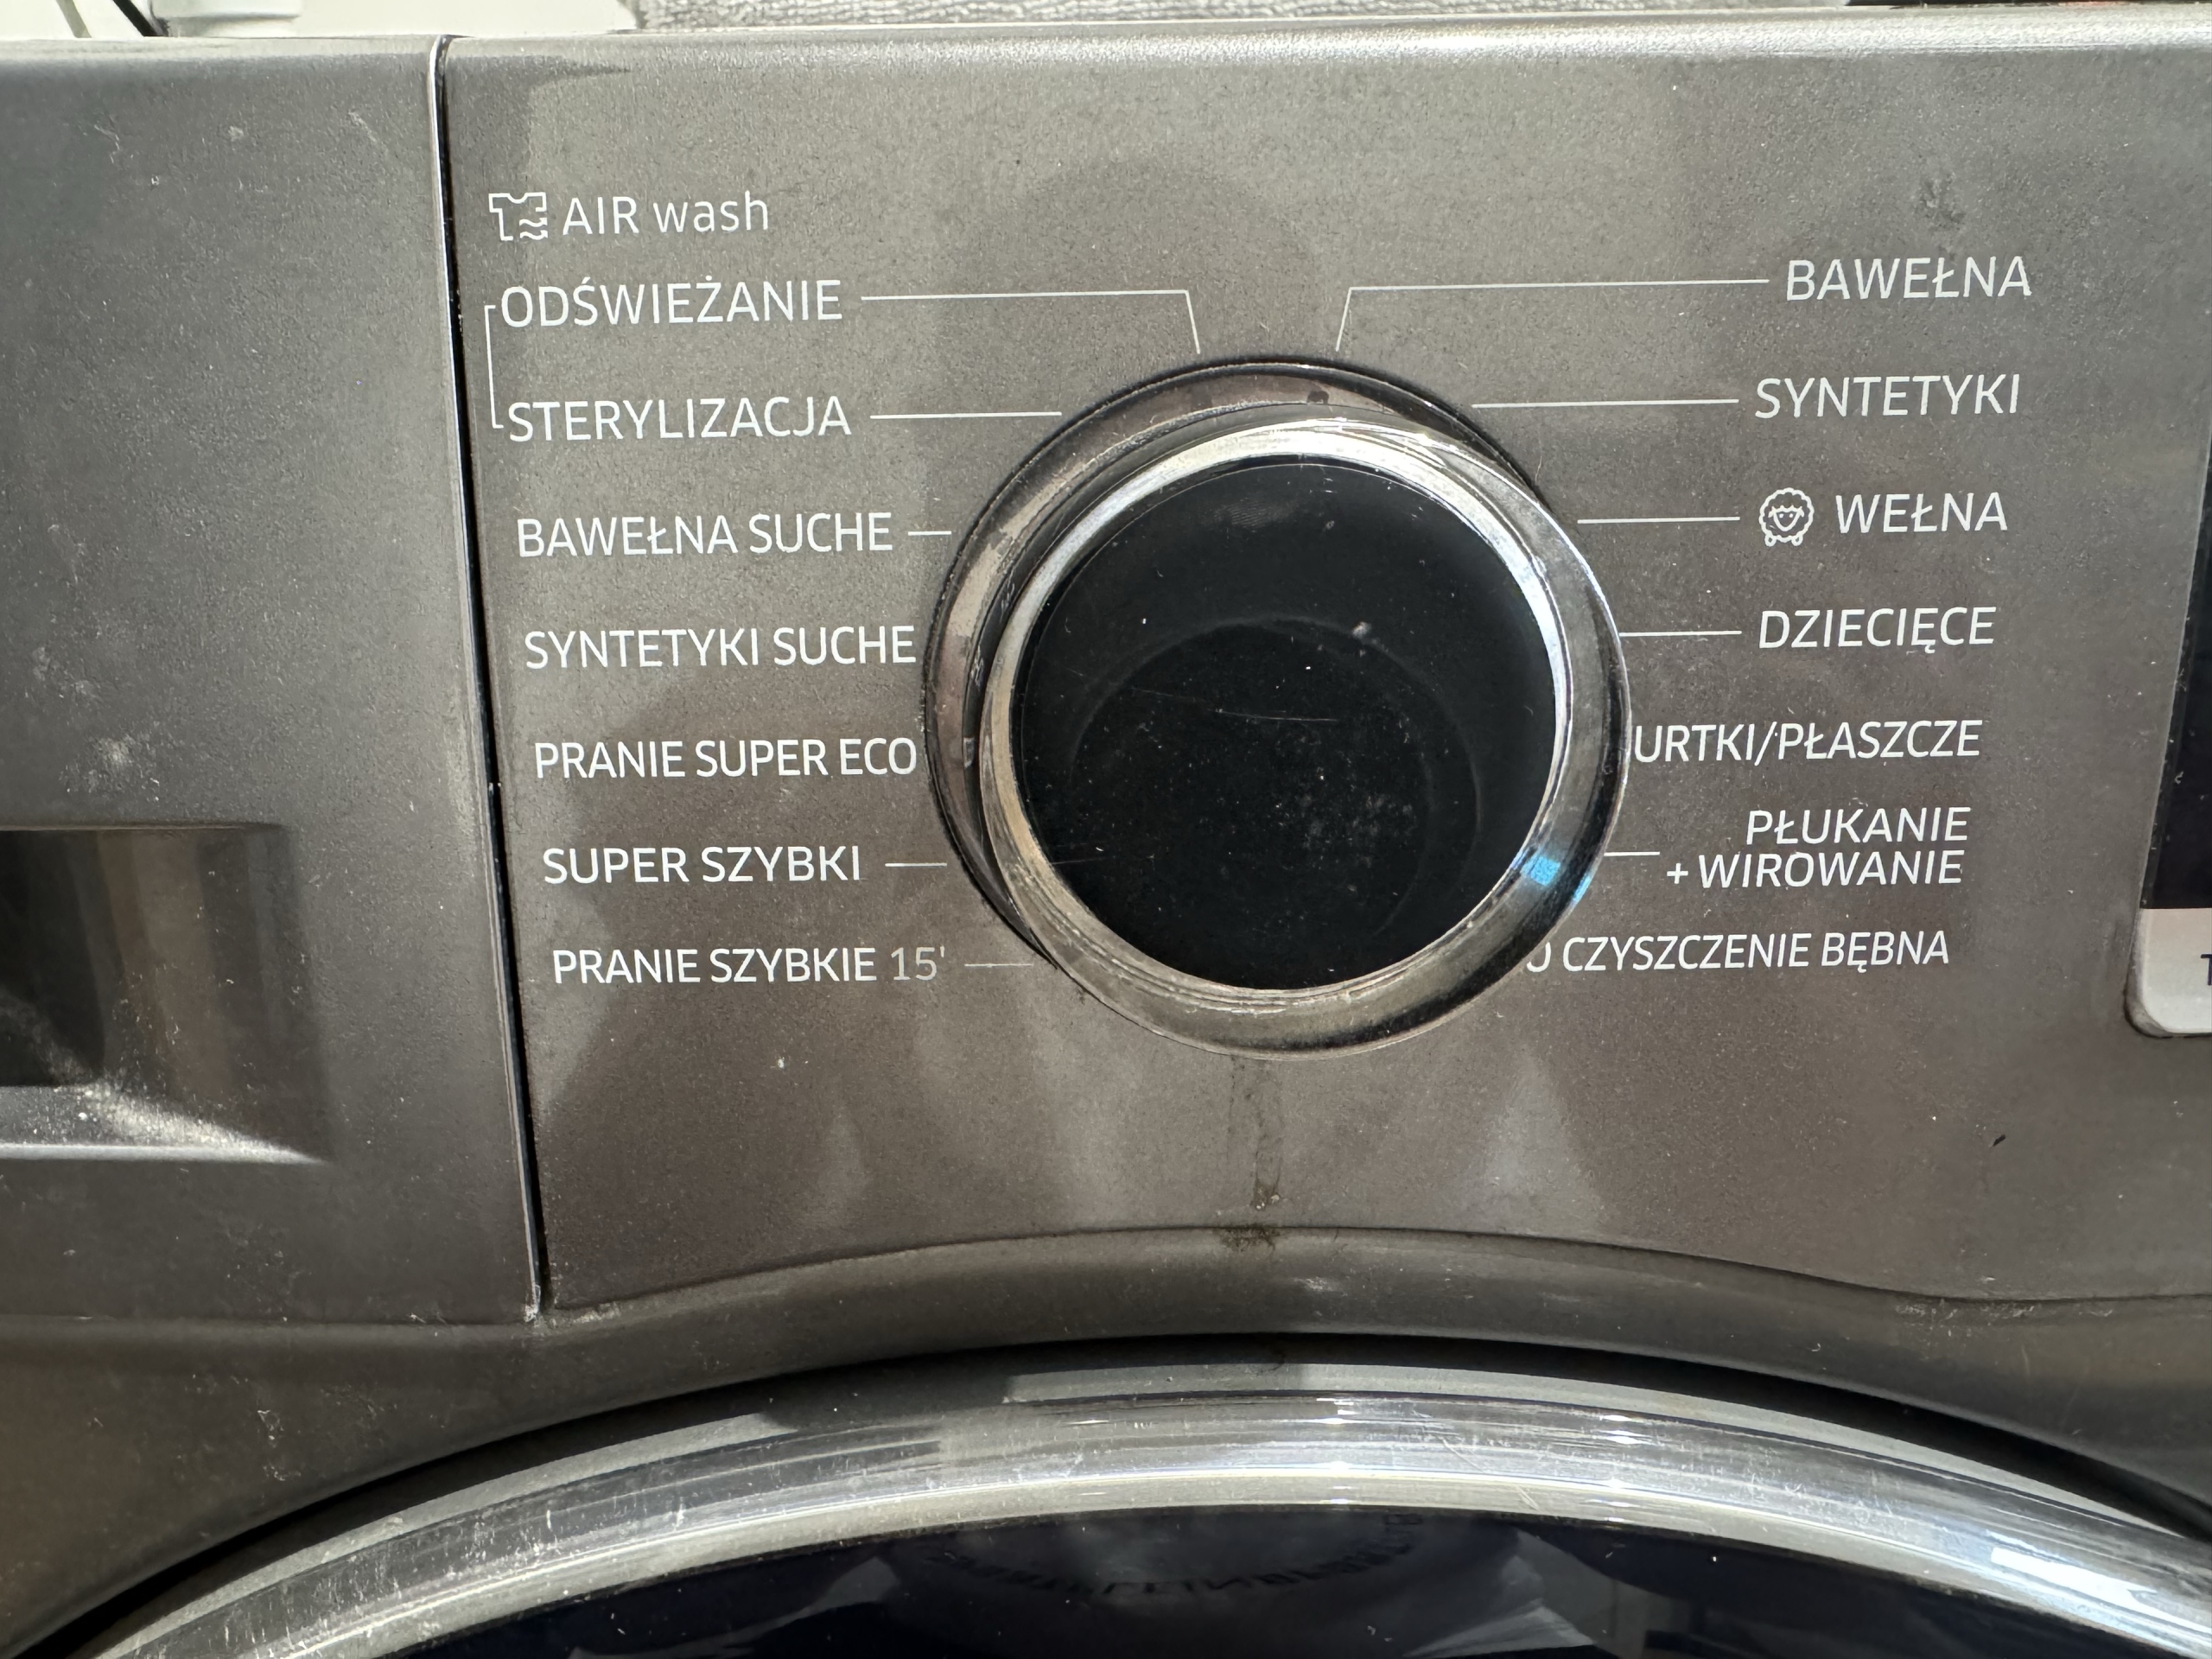 AIR wash
ODŚWIEŻANIE
STERYLIZACJA
BAWEŁNA SUCHE
SYNTETYKI SUCHE
PRANIE SUPER ECO
SUPER SZYBKI
PRANIE SZYBKIE 15'
BAWEŁNA
SYNTETYKI
WEŁNA
DZIECIĘCE
URTKI/PŁASZCZE
PŁUKANIE
+WIROWANIE
CZYSZCZENIE BĘBNA